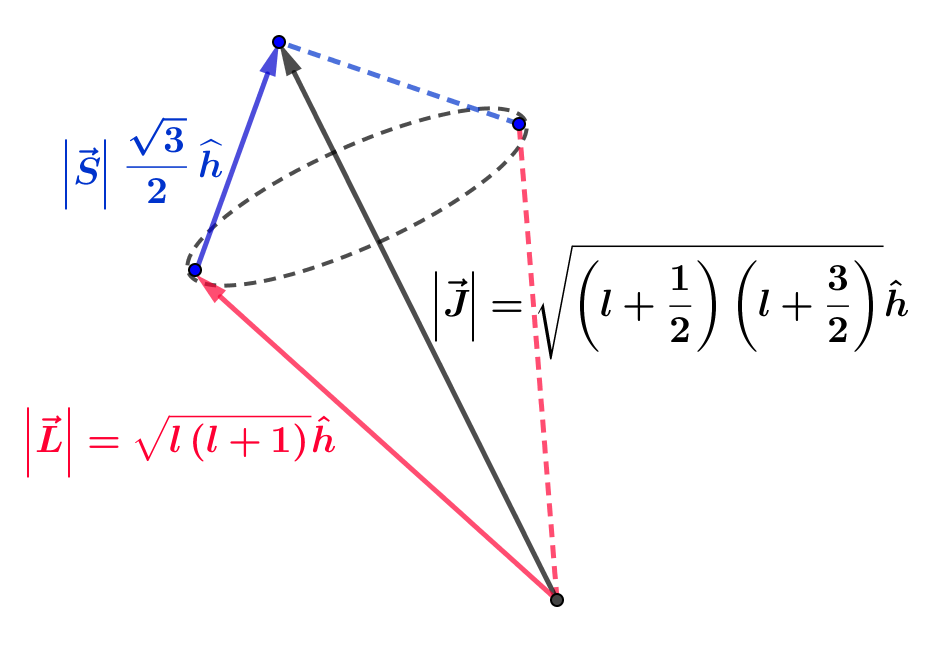 |S⃗| √3/2 ĥ
|J⃗| = √((l + 1/2) (l + 3/2)) ĥ
|L⃗| = √(l (l + 1)) ĥ